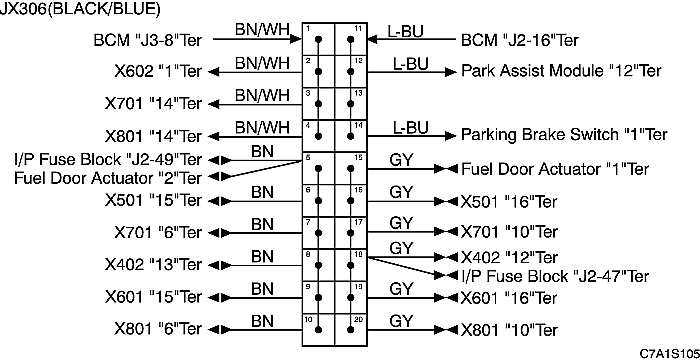 JX306(BLACK/BLUE)
BCM "J3-8"Ter BN/WH 1 11 L-BU BCM "J2-16"Ter
X602 "1"Ter BN/WH 2 12 L-BU Park Assist Module "12"Ter
X701 "14"Ter BN/WH 3 13
X801 "14"Ter BN/WH 4 14 L-BU Parking Brake Switch "1"Ter
I/P Fuse Block "J2-49"Ter BN 5 15 GY Fuel Door Actuator "1"Ter
Fuel Door Actuator "2"Ter
X501 "15"Ter BN 6 16 GY X501 "16"Ter
X701 "6"Ter BN 7 17 GY X701 "10"Ter
X402 "13"Ter BN 8 18 GY X402 "12"Ter
I/P Fuse Block "J2-47"Ter
X601 "15"Ter BN 9 19 GY X601 "16"Ter
X801 "6"Ter BN 10 20 GY X801 "10"Ter
C7A1S105